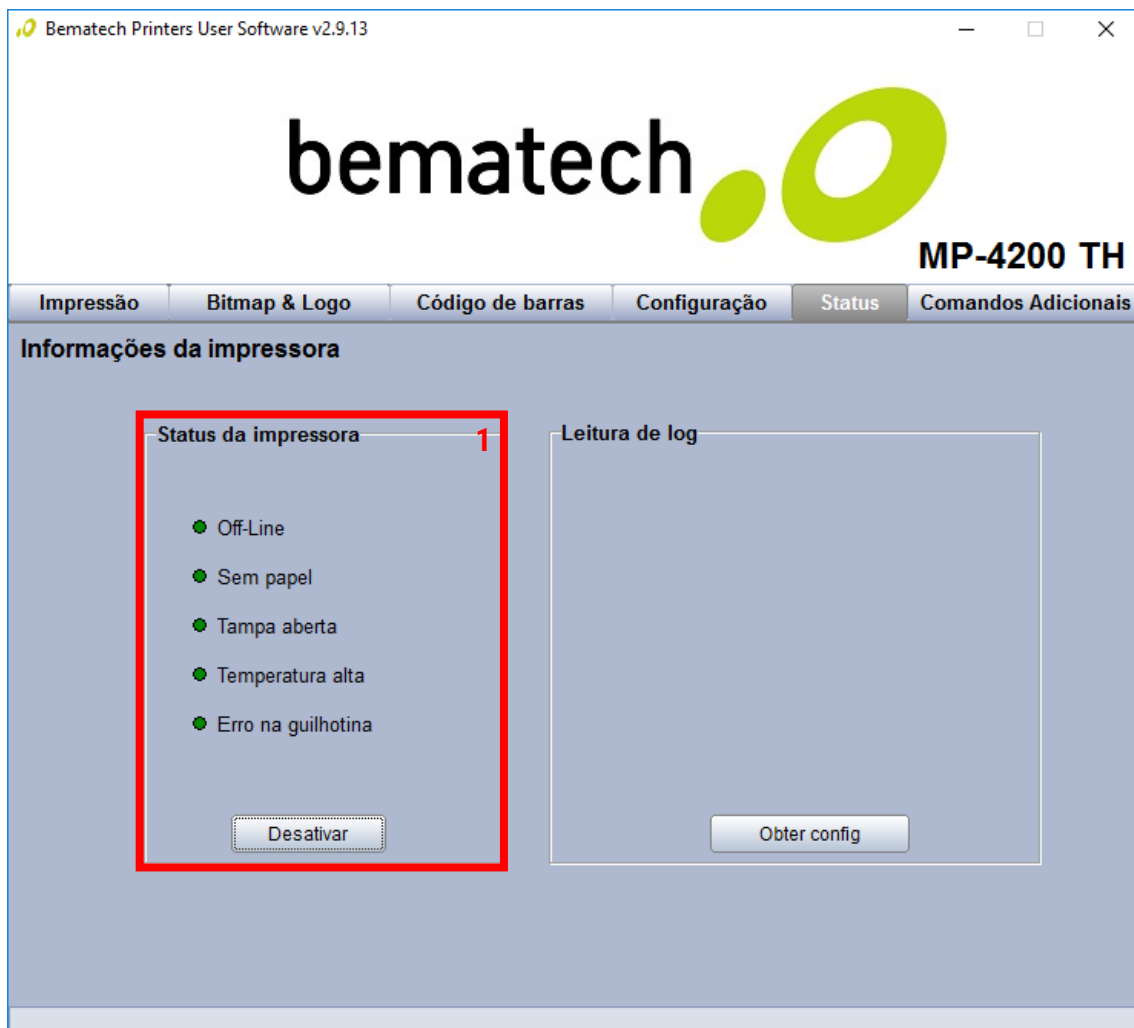 Bematech Printers User Software v2.9.13
bematech
MP-4200 TH
Impressão Bitmap & Logo Código de barras Configuração Status Comandos Adicionais
Informações da impressora
Status da impressora 1
Off-Line
Sem papel
Tampa aberta
Temperatura alta
Erro na guilhotina
Desativar
Leitura de log
Obter config